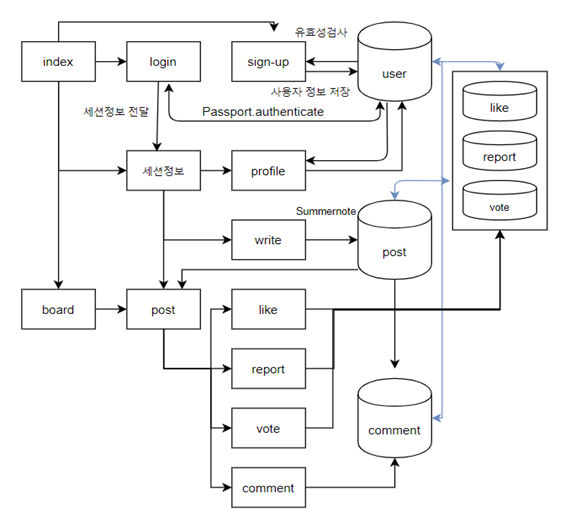 유효성검사
index
login
sign-up
user
사용자 정보 저장
like
세션정보 전달
Passport.authenticate
report
세션정보
profile
vote
Summernote
write
post
board
post
like
report
vote
comment
comment